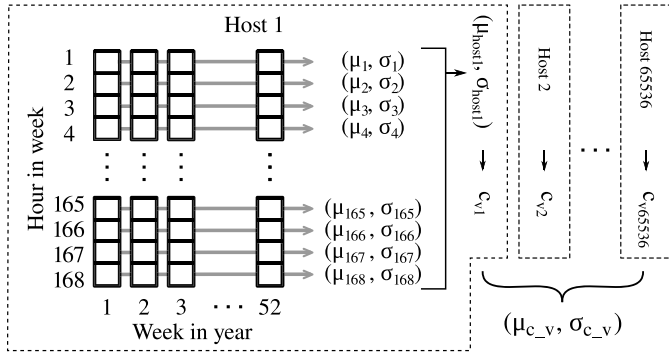 Host 1
Hour in week
1 (μ1, σ1)
2 (μ2, σ2)
3 (μ3, σ3)
4 (μ4, σ4)
165 (μ165, σ165)
166 (μ166, σ166)
167 (μ167, σ167)
168 (μ168, σ168)
1 2 3 ··· 52
Week in year
(μhost1, σhost1)
cv1
Host 2
cv2
...
Host 65536
cv65536
(μc_v, σc_v)